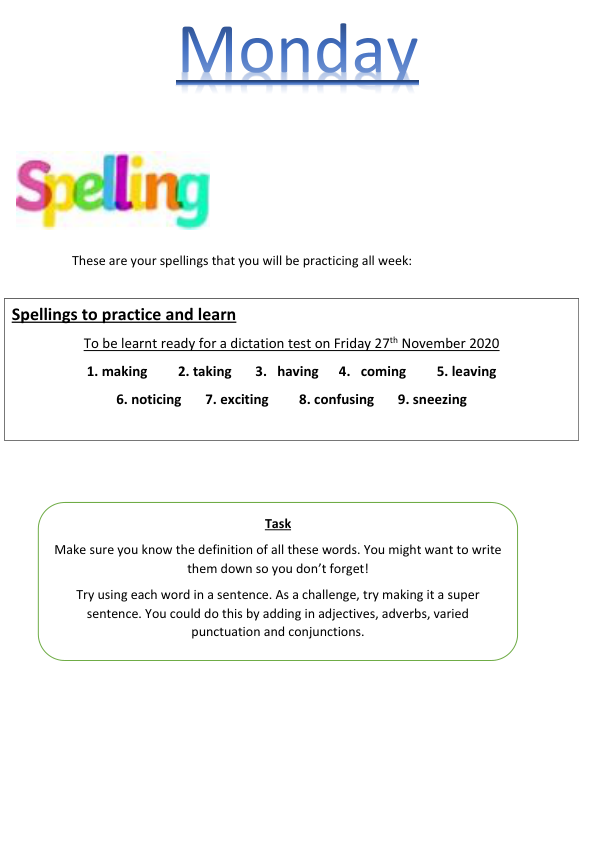 Monday
Spelling
These are your spellings that you will be practicing all week:
Spellings to practice and learn
To be learnt ready for a dictation test on Friday 27th November 2020
1. making 2. taking 3. having 4. coming 5. leaving
6. noticing 7. exciting 8. confusing 9. sneezing
Task
Make sure you know the definition of all these words. You might want to write
them down so you don’t forget!
Try using each word in a sentence. As a challenge, try making it a super
sentence. You could do this by adding in adjectives, adverbs, varied
punctuation and conjunctions.